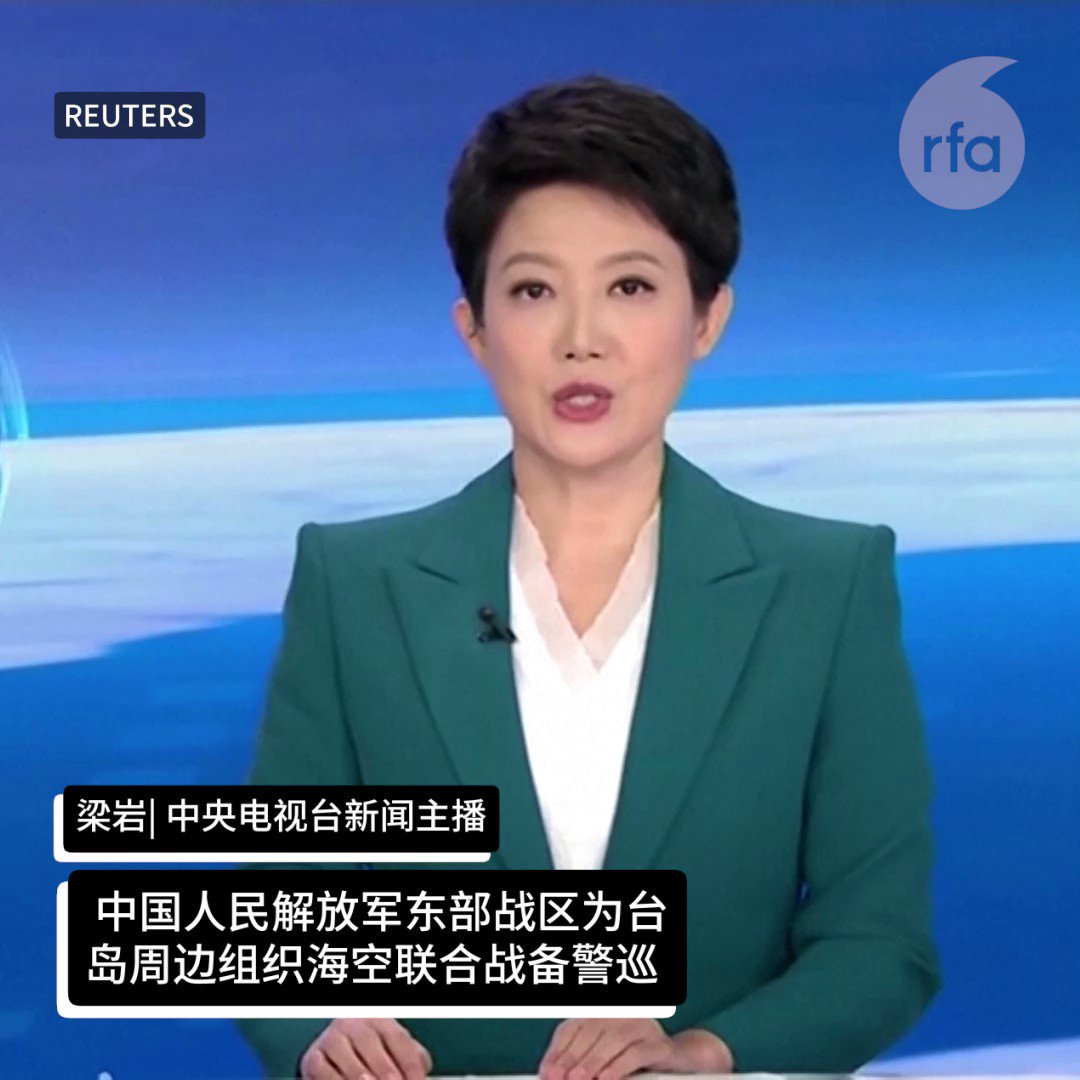 REUTERS
rfa
梁岩| 中央电视台新闻主播
中国人民解放军东部战区为台
岛周边组织海空联合战备警巡